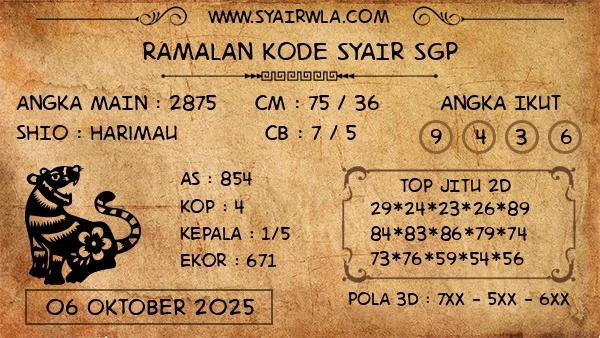 WWW.SYAIRWLA.COM
RAMALAN KODE SYAIR SGP
ANGKA MAIN : 2875 CM : 75 / 36 ANGKA IKUT
SHIO : HARIMAU CB : 7 / 5 9 4 3 6
AS : 854
KOP : 4
KEPALA : 1/5
EKOR : 671
TOP JITU 2D
29*24*23*26*89
84*83*86*79*74
73*76*59*54*56
06 OKTOBER 2025
POLA 3D : 7XX - 5XX - 6XX